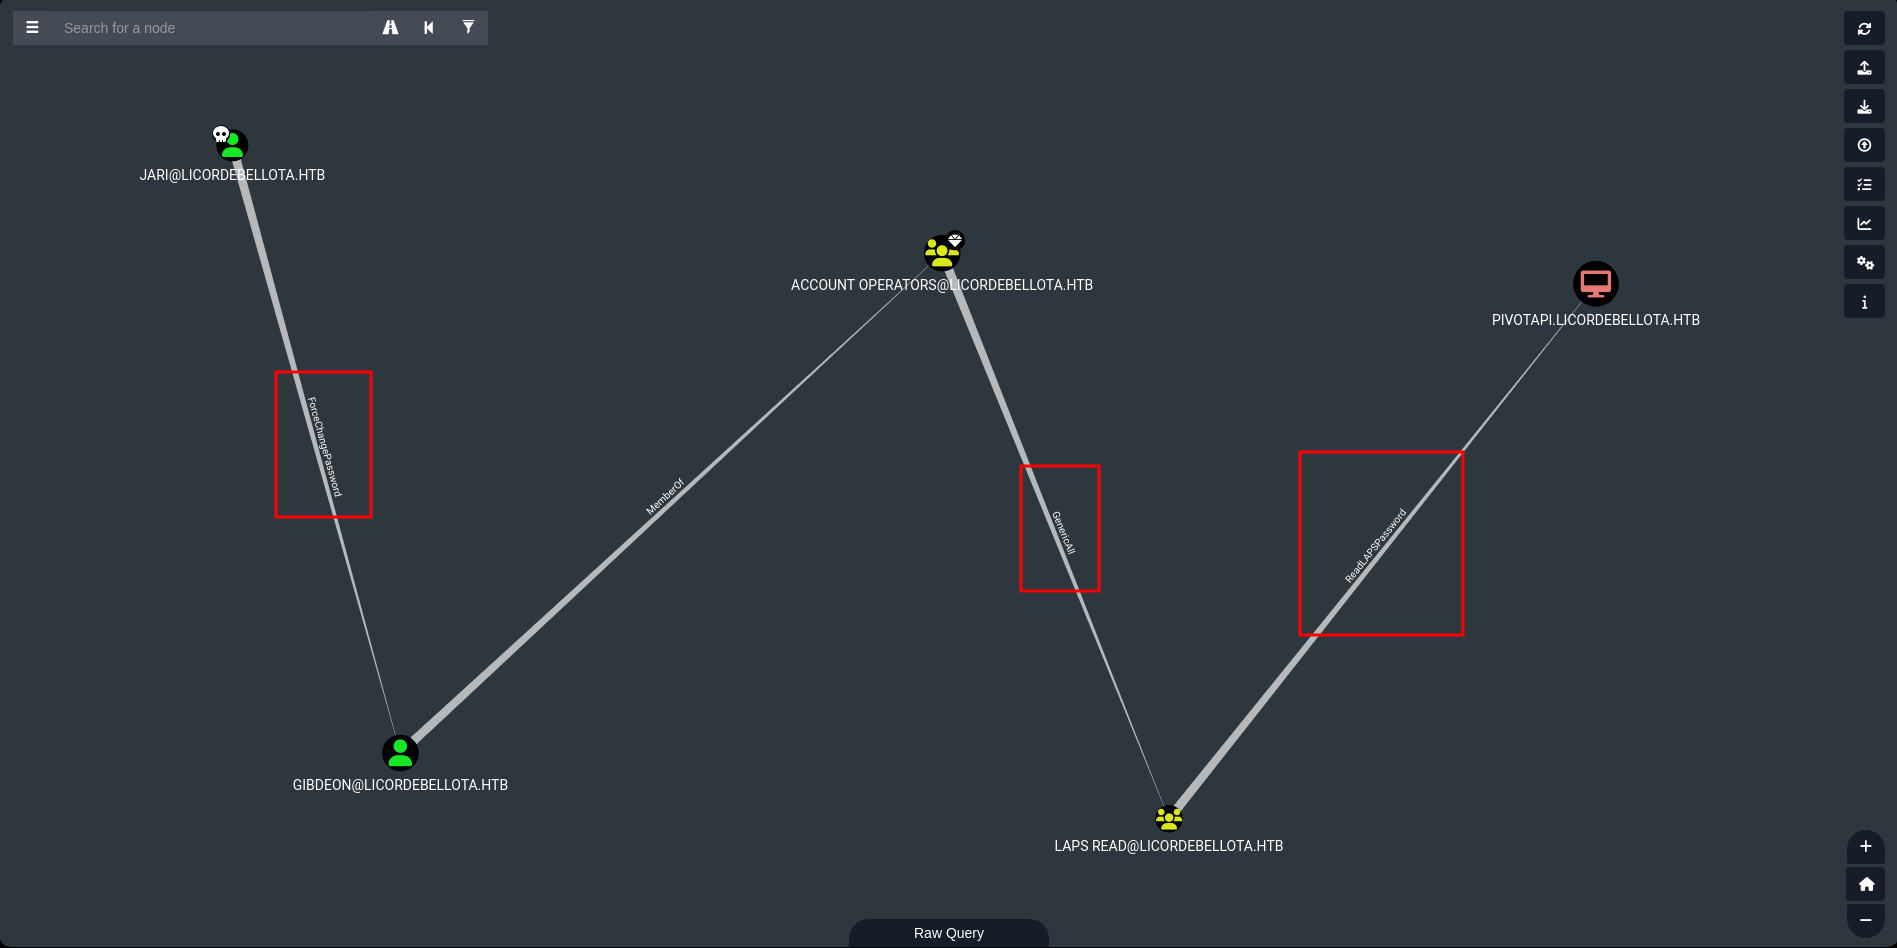 Search for a node
JARI@LICORDEBELLOTA.HTB
ACCOUNT OPERATORS@LICORDEBELLOTA.HTB
PIVOTAPI.LICORDEBELLOTA.HTB
ForceChangePassword
MemberOf
GenericAll
ReadLAPSPassword
GIBDEON@LICORDEBELLOTA.HTB
LAPS READ@LICORDEBELLOTA.HTB
Raw Query